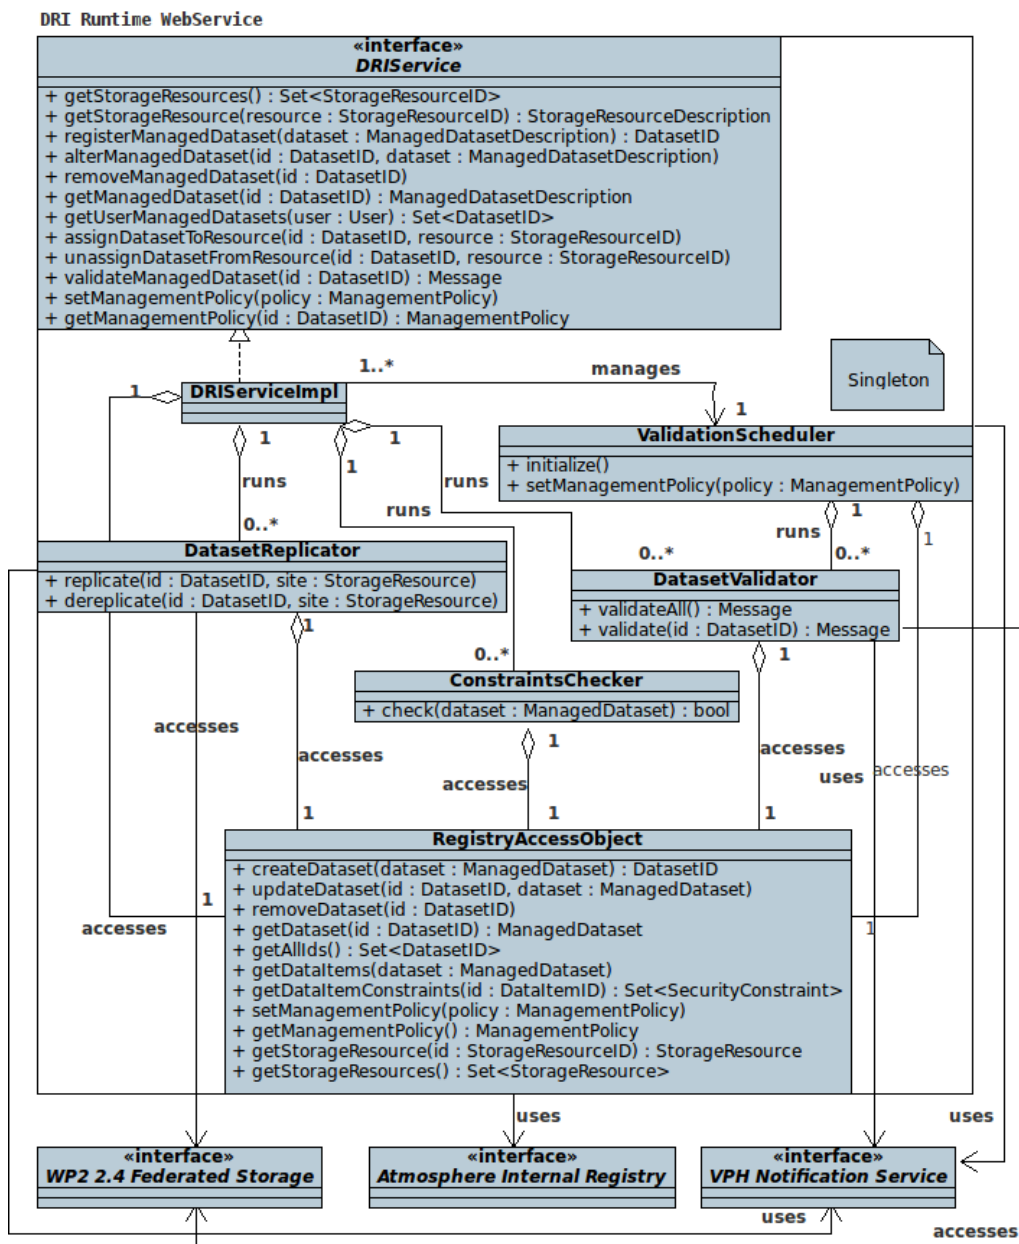 DRI Runtime WebService
«interface»
DRIService
+ getStorageResources() : Set<StorageResourceID>
+ getStorageResource(resource : StorageResourceID) : StorageResourceDescription
+ registerManagedDataset(dataset : ManagedDatasetDescription) : DatasetID
+ alterManagedDataset(id : DatasetID, dataset : ManagedDatasetDescription)
+ removeManagedDataset(id : DatasetID)
+ getManagedDataset(id : DatasetID) : ManagedDatasetDescription
+ getUserManagedDatasets(user : User) : Set<DatasetID>
+ assignDatasetToResource(id : DatasetID, resource : StorageResourceID)
+ unassignDatasetFromResource(id : DatasetID, resource : StorageResourceID)
+ validateManagedDataset(id : DatasetID) : Message
+ setManagementPolicy(policy : ManagementPolicy)
+ getManagementPolicy(id : DatasetID) : ManagementPolicy
1..*
manages
Singleton
1
DRIServiceImpl
1
1
1
1
ValidationScheduler
+ initialize()
+ setManagementPolicy(policy : ManagementPolicy)
runs
runs
runs
1
0..*
runs
1
0..*
0..*
DatasetReplicator
+ replicate(id : DatasetID, site : StorageResource)
+ dereplicate(id : DatasetID, site : StorageResource)
DatasetValidator
+ validateAll() : Message
+ validate(id : DatasetID) : Message
1
0..*
1
ConstraintsChecker
+ check(dataset : ManagedDataset) : bool
accesses
1
accesses
accesses
accesses
uses
accesses
1
1
1
RegistryAccessObject
+ createDataset(dataset : ManagedDataset) : DatasetID
+ updateDataset(id : DatasetID, dataset : ManagedDataset)
+ removeDataset(id : DatasetID)
+ getDataset(id : DatasetID) : ManagedDataset
+ getAllIds() : Set<DatasetID>
+ getDataItems(dataset : ManagedDataset)
+ getDataItemConstraints(id : DataItemID) : Set<SecurityConstraint>
+ setManagementPolicy(policy : ManagementPolicy)
+ getManagementPolicy() : ManagementPolicy
+ getStorageResource(id : StorageResourceID) : StorageResource
+ getStorageResources() : Set<StorageResource>
1
accesses
1
uses
uses
«interface»
WP2 2.4 Federated Storage
«interface»
Atmosphere Internal Registry
«interface»
VPH Notification Service
uses
accesses